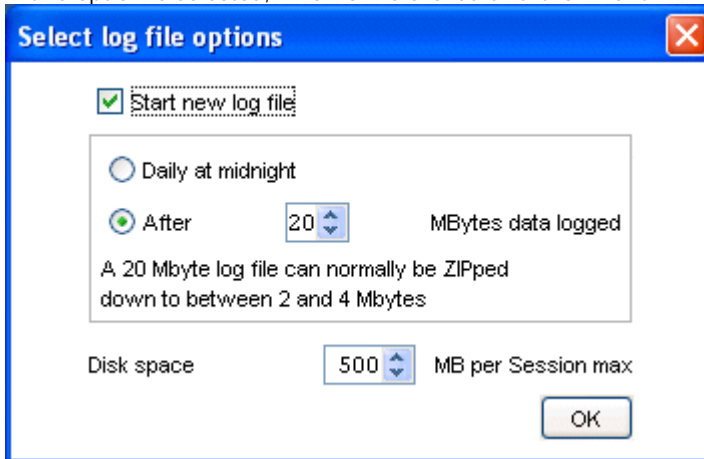 Select log file options
Start new log file
Daily at midnight
After 20 MBytes data logged
A 20 Mbyte log file can normally be ZIPped
down to between 2 and 4 Mbytes
Disk space 500 MB per Session max
OK